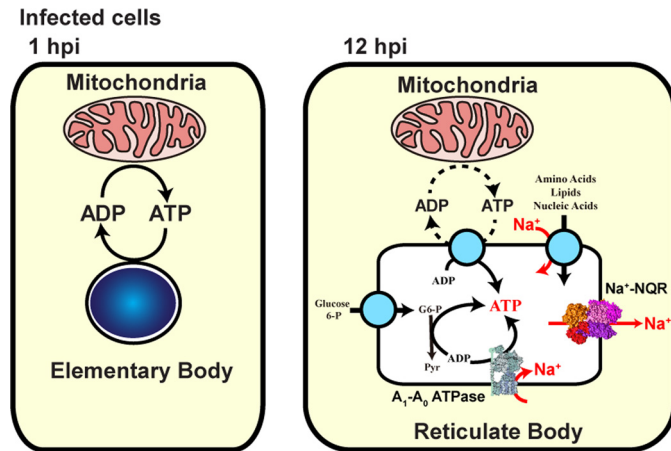 Infected cells
1 hpi
Mitochondria
ADP
ATP
Elementary Body
12 hpi
Mitochondria
ADP
ATP
Amino Acids
Lipids
Nucleic Acids
Na⁺
ADP
ATP
Glucose
6-P
G6-P
ADP
Pyr
Na⁺-NQR
Na⁺
Na⁺
A₁-A₀ ATPase
Reticulate Body